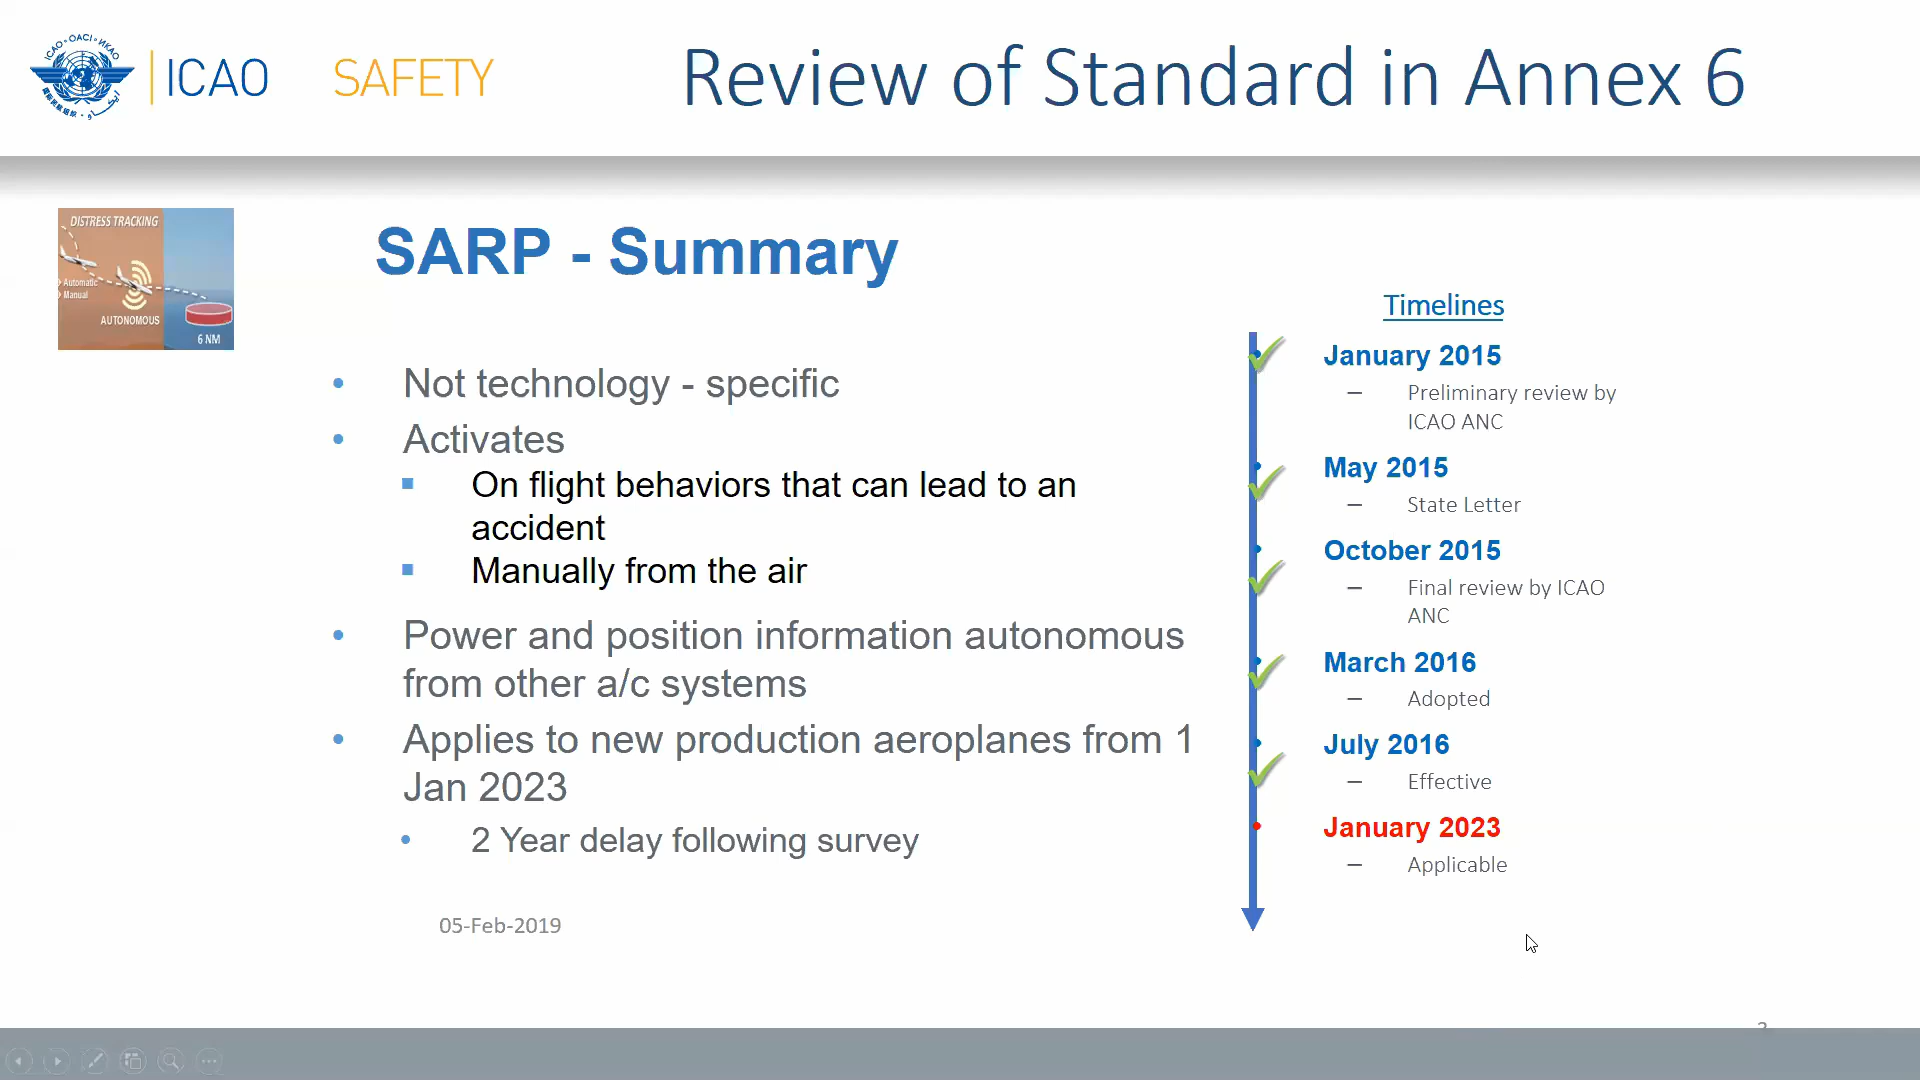 ICAO · OACI · ИКАО
ICAO
SAFETY
Review of Standard in Annex 6
DISTRESS TRACKING
Automatic
Manual
AUTONOMOUS
6 NM
SARP - Summary
• Not technology - specific
• Activates
▪ On flight behaviors that can lead to an
accident
▪ Manually from the air
• Power and position information autonomous
from other a/c systems
• Applies to new production aeroplanes from 1
Jan 2023
• 2 Year delay following survey
05-Feb-2019
Timelines
• January 2015
– Preliminary review by
ICAO ANC
• May 2015
– State Letter
• October 2015
– Final review by ICAO
ANC
• March 2016
– Adopted
• July 2016
– Effective
• January 2023
– Applicable